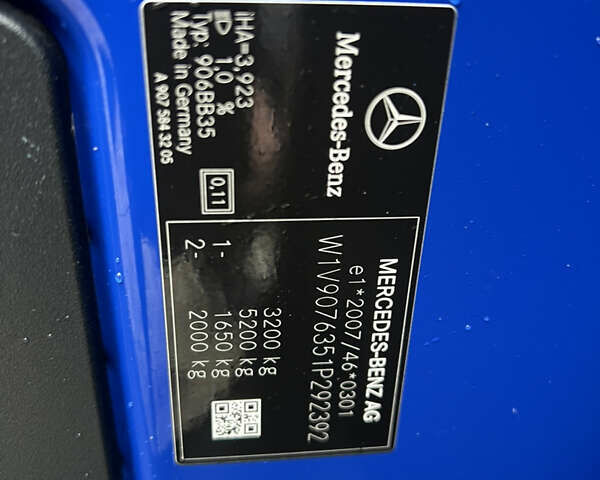 Mercedes-Benz
iHA=3,923
1,0 %
Typ: 906BB35
Made in Germany
A 907 584 32 05
0,11
MERCEDES-BENZ AG
e1*2007/46*0301
W1V9076351P292392
3200 kg
5200 kg
1- 1650 kg
2- 2000 kg